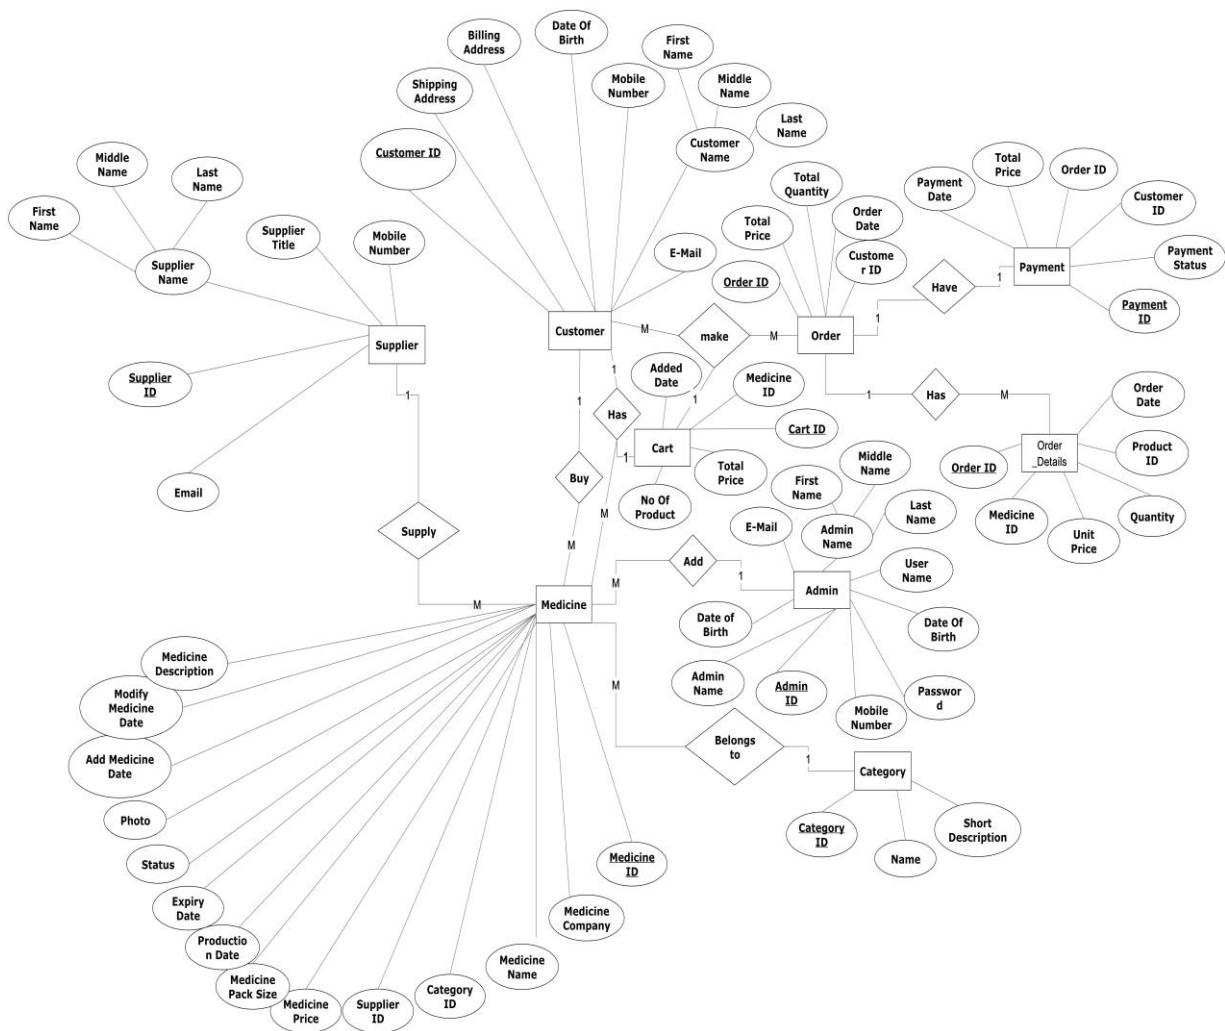 Billing
Address
Date Of
Birth
First
Name
Shipping
Address
Mobile
Number
Middle
Name
Last
Name
Customer ID
Customer
Name
Middle
Name
Last
Name
First
Name
Supplier
Title
Mobile
Number
Supplier
Name
E-Mail
Total
Quantity
Total
Price
Order
Date
Custome
r ID
Order ID
Payment
Date
Total
Price
Order ID
Customer
ID
Payment
Status
Payment
ID
Payment
Have
1
1
Supplier
Customer
M
make
M
Order
Supplier
ID
Email
1
Supply
M
1
Buy
M
1
Has
1
M
1
Added
Date
Medicine
ID
Cart ID
Cart
Total
Price
No Of
Product
1
Has
M
Order
_Details
Order
Date
Product
ID
Order ID
Medicine
ID
Unit
Price
Quantity
Medicine
M
Add
1
Admin
E-Mail
First
Name
Middle
Name
Admin
Name
Last
Name
User
Name
Date Of
Birth
Date of
Birth
Admin
Name
Admin
ID
Mobile
Number
Passwor
d
M
Belongs
to
1
Category
Category
ID
Name
Short
Description
Medicine
Description
Modify
Medicine
Date
Add Medicine
Date
Photo
Status
Expiry
Date
Productio
n Date
Medicine
Pack Size
Medicine
Price
Supplier
ID
Category
ID
Medicine
Name
Medicine
Company
Medicine
ID